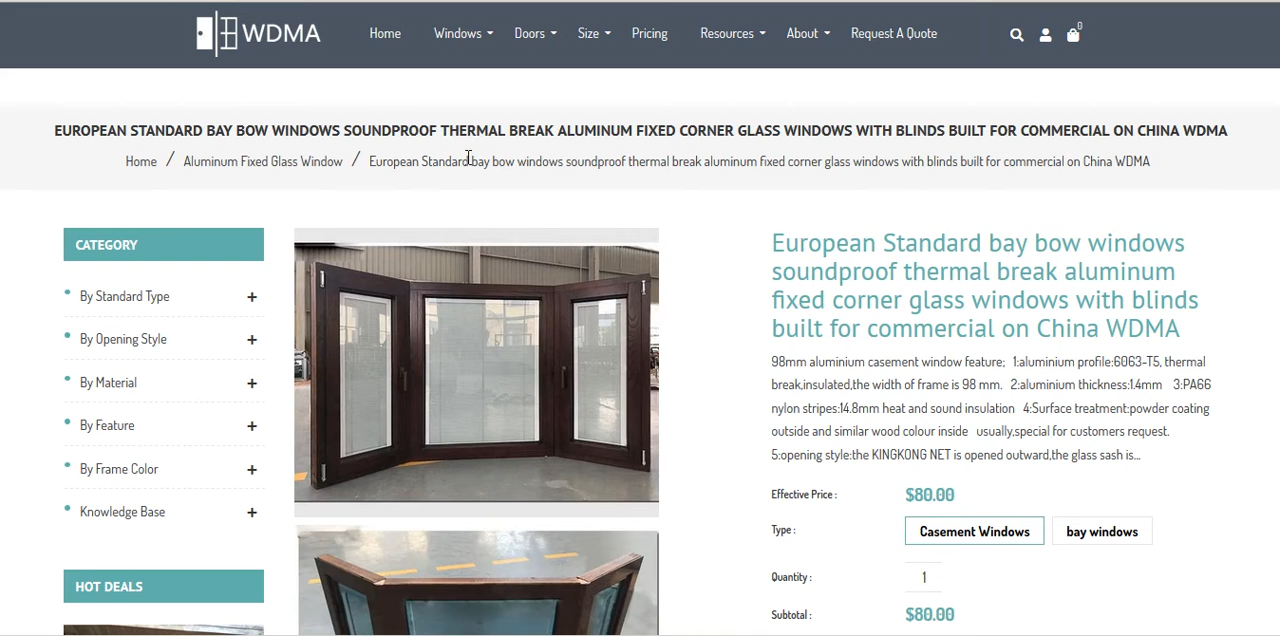 WDMA
Home Windows Doors Size Pricing Resources About Request A Quote 0
EUROPEAN STANDARD BAY BOW WINDOWS SOUNDPROOF THERMAL BREAK ALUMINUM FIXED CORNER GLASS WINDOWS WITH BLINDS BUILT FOR COMMERCIAL ON CHINA WDMA
Home / Aluminum Fixed Glass Window / European Standard bay bow windows soundproof thermal break aluminum fixed corner glass windows with blinds built for commercial on China WDMA
CATEGORY
By Standard Type +
By Opening Style +
By Material +
By Feature +
By Frame Color +
Knowledge Base +
HOT DEALS
European Standard bay bow windows
soundproof thermal break aluminum
fixed corner glass windows with blinds
built for commercial on China WDMA
98mm aluminium casement window feature; 1:aluminium profile:6063-T5, thermal
break,insulated,the width of frame is 98 mm. 2:aluminium thickness:1.4mm 3:PA66
nylon stripes:14.8mm heat and sound insulation 4:Surface treatment:powder coating
outside and similar wood colour inside usually,special for customers request.
5:opening style:the KINGKONG NET is opened outward,the glass sash is...
Effective Price : $80.00
Type : Casement Windows bay windows
Quantity : 1
Subtotal : $80.00